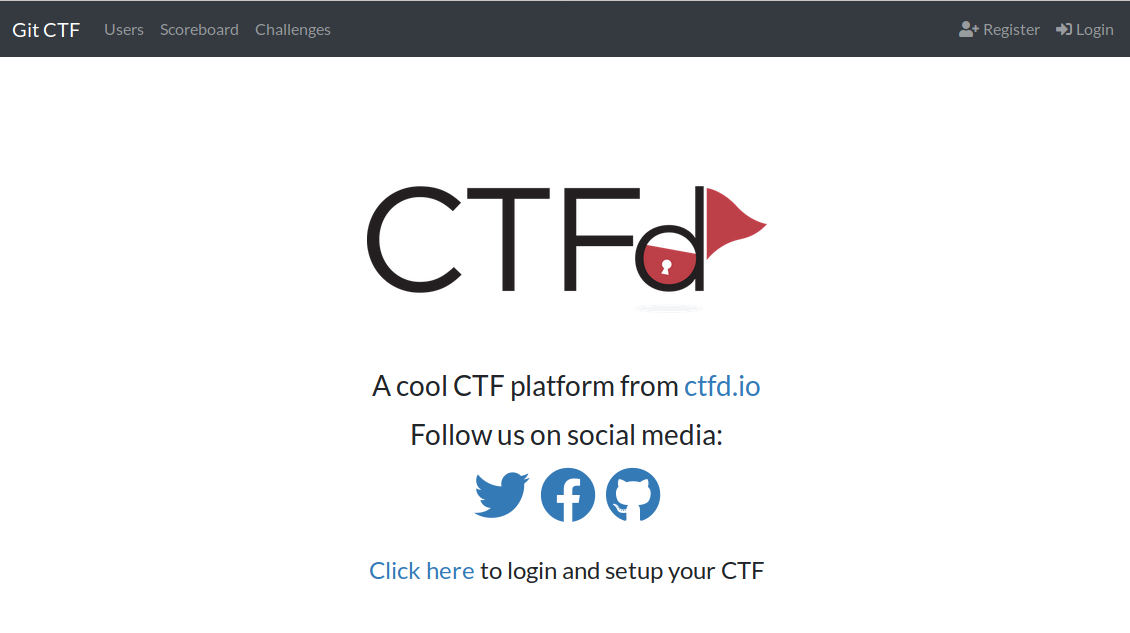 Git CTF Users Scoreboard Challenges Register Login
CTFd
A cool CTF platform from ctfd.io
Follow us on social media:
Click here to login and setup your CTF